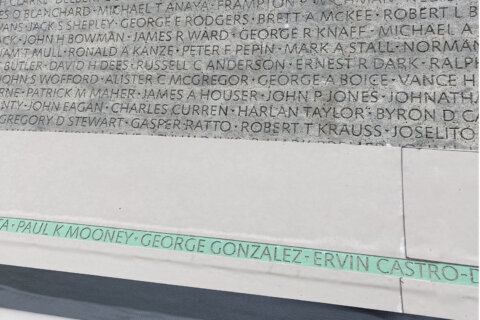 MICHAEL T ANAYA · FRAMPTON
JACK S SHEPLEY · GEORGE E RODGERS · BRETT A MCKEE · ROBERT L B
JOHN H BOWMAN · JAMES R WARD · GEORGE R KNAFF · MICHAEL A
T MULL · RONALD A KANZE · PETER F PEPIN · MARK A STALL · NORMAN
BUTLER · DAVID H DEES · RUSSELL C ANDERSON · ERNEST R DARK · RALPH
JOHN S WOFFORD · ALISTER C MCGREGOR · GEORGE A BOICE · VANCE H
RNE · PATRICK M MAHER · JAMES A HOUSER · JOHN P JONES · JOHNATHA
NTY · JOHN EAGAN · CHARLES CURREN · HARLAN TAYLOR · BYRON D CA
GREGORY D STEWART · GASPER RATTO · ROBERT T KRAUSS · JOSELITO
PAUL K MOONEY · GEORGE GONZALEZ · ERVIN CASTRO-D